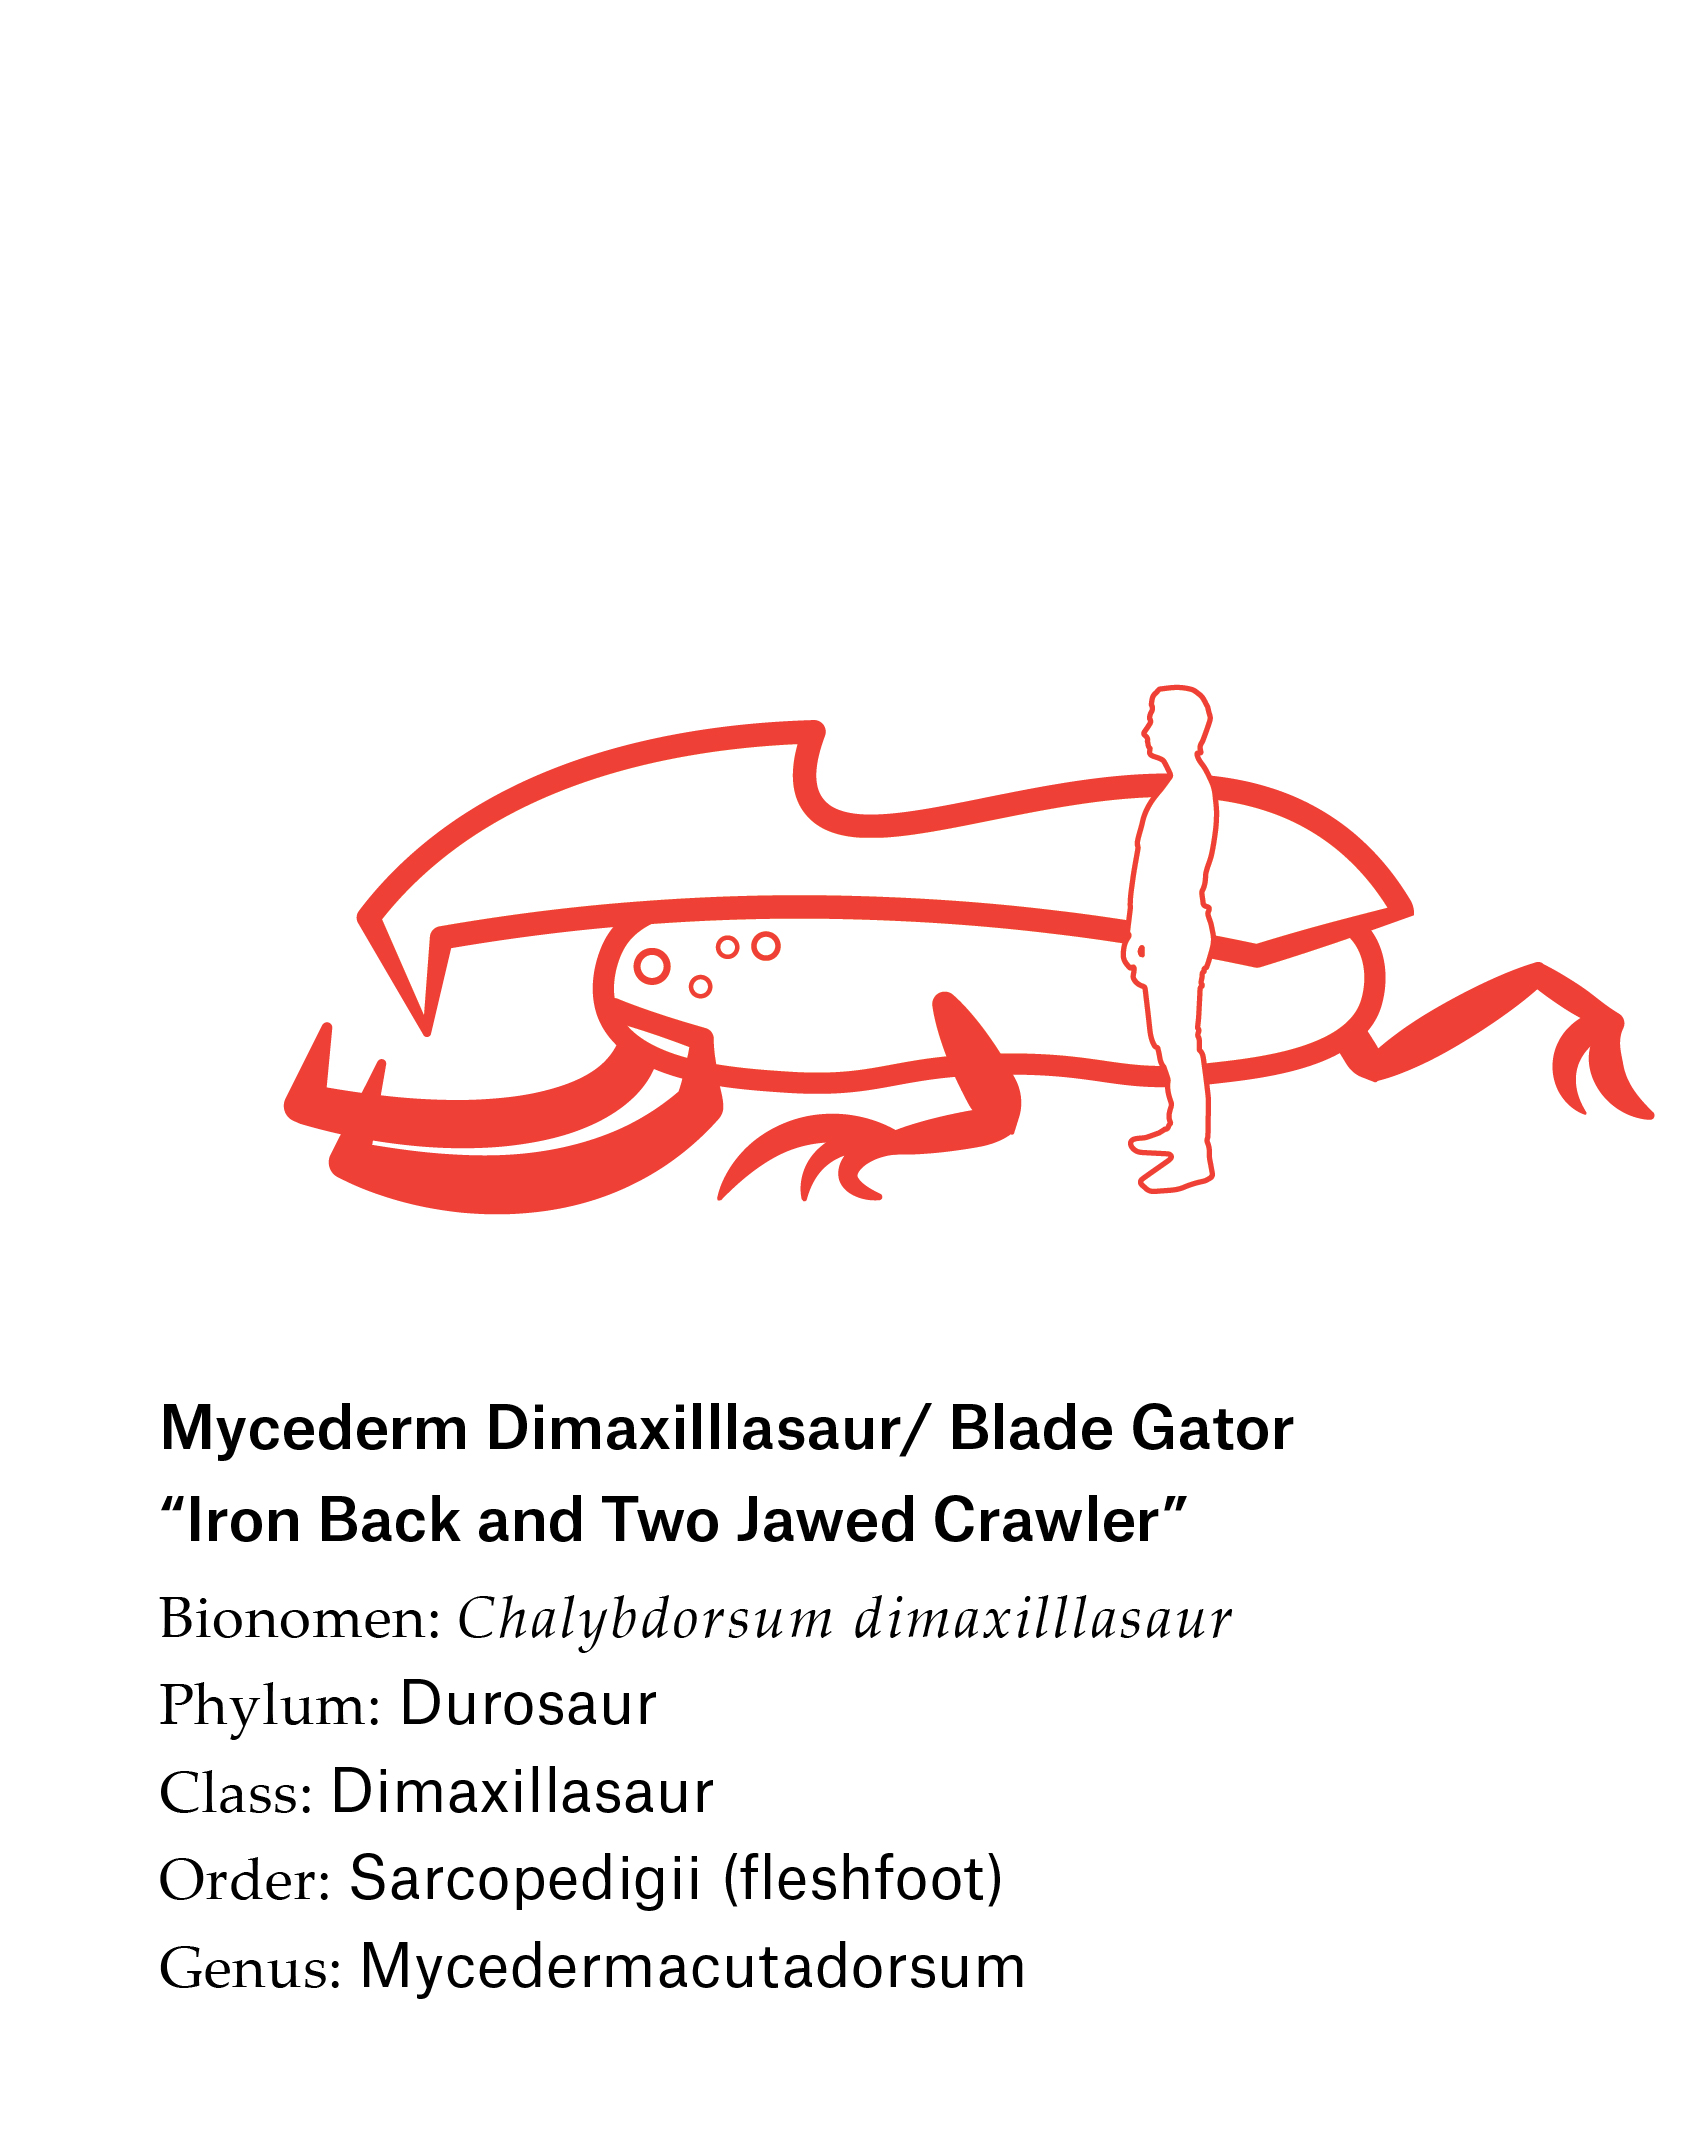 Mycederm Dimaxilllasaur/ Blade Gator
“Iron Back and Two Jawed Crawler”
Bionomen: Chalybdorsum dimaxilllasaur
Phylum: Durosaur
Class: Dimaxillasaur
Order: Sarcopedigii (fleshfoot)
Genus: Mycedermacutadorsum